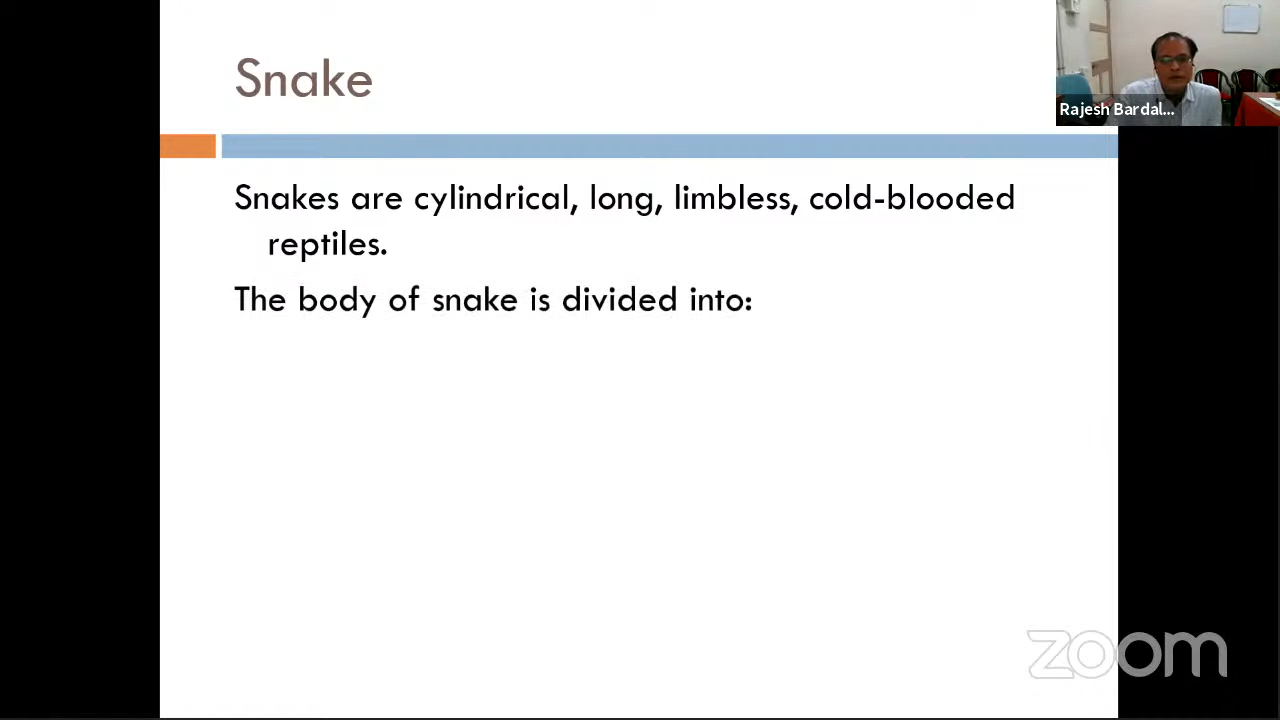 Snake
Rajesh Bardal...
Snakes are cylindrical, long, limbless, cold-blooded
reptiles.
The body of snake is divided into:
zoom